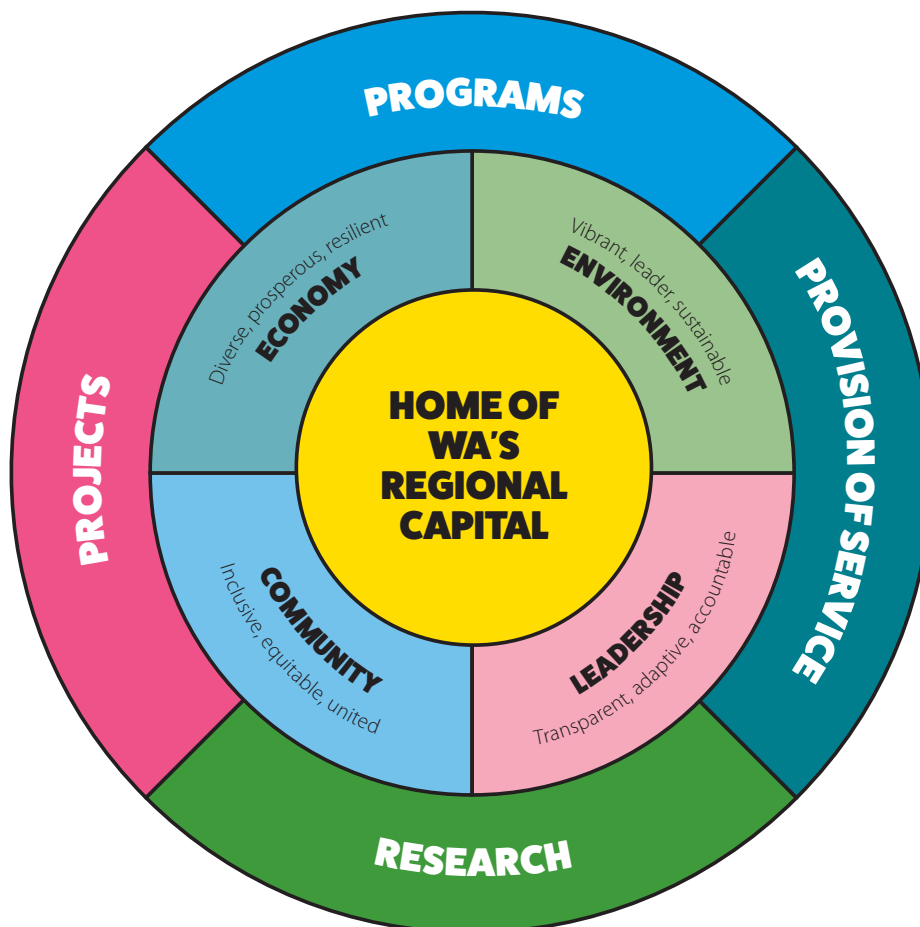 PROGRAMS
Diverse, prosperous, resilient
ECONOMY
Vibrant, leader, sustainable
ENVIRONMENT
PROJECTS
HOME OF
WA'S
REGIONAL
CAPITAL
PROVISION OF SERVICE
COMMUNITY
Inclusive, equitable, united
LEADERSHIP
Transparent, adaptive, accountable
RESEARCH